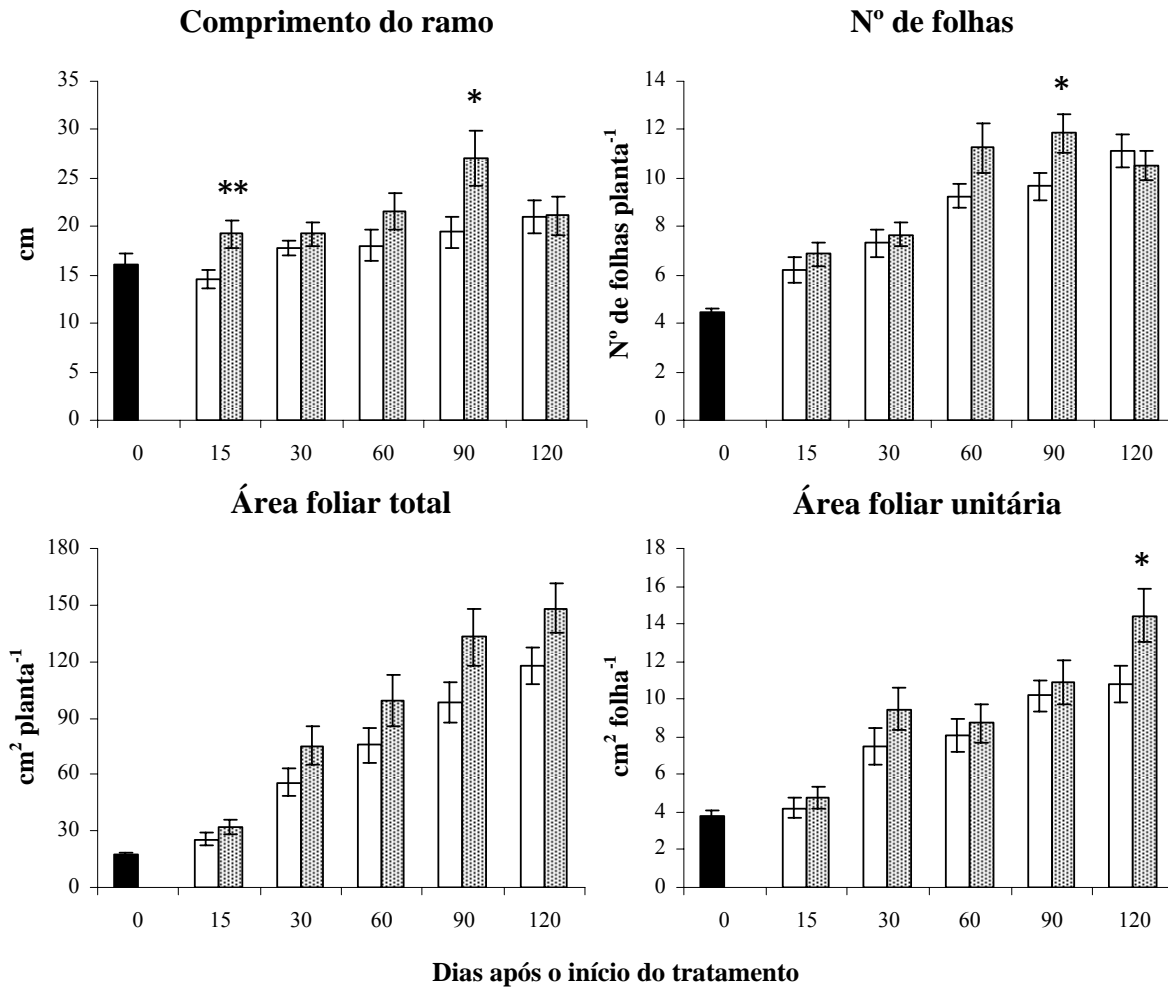 Comprimento do ramo
cm
35
30
25
20
15
10
5
0
**
*
0 15 30 60 90 120
Nº de folhas
Nº de folhas planta⁻¹
14
12
10
8
6
4
2
0
*
0 15 30 60 90 120
Área foliar total
cm² planta⁻¹
180
150
120
90
60
30
0
0 15 30 60 90 120
Área foliar unitária
cm² folha⁻¹
18
16
14
12
10
8
6
4
2
0
*
0 15 30 60 90 120
Dias após o início do tratamento